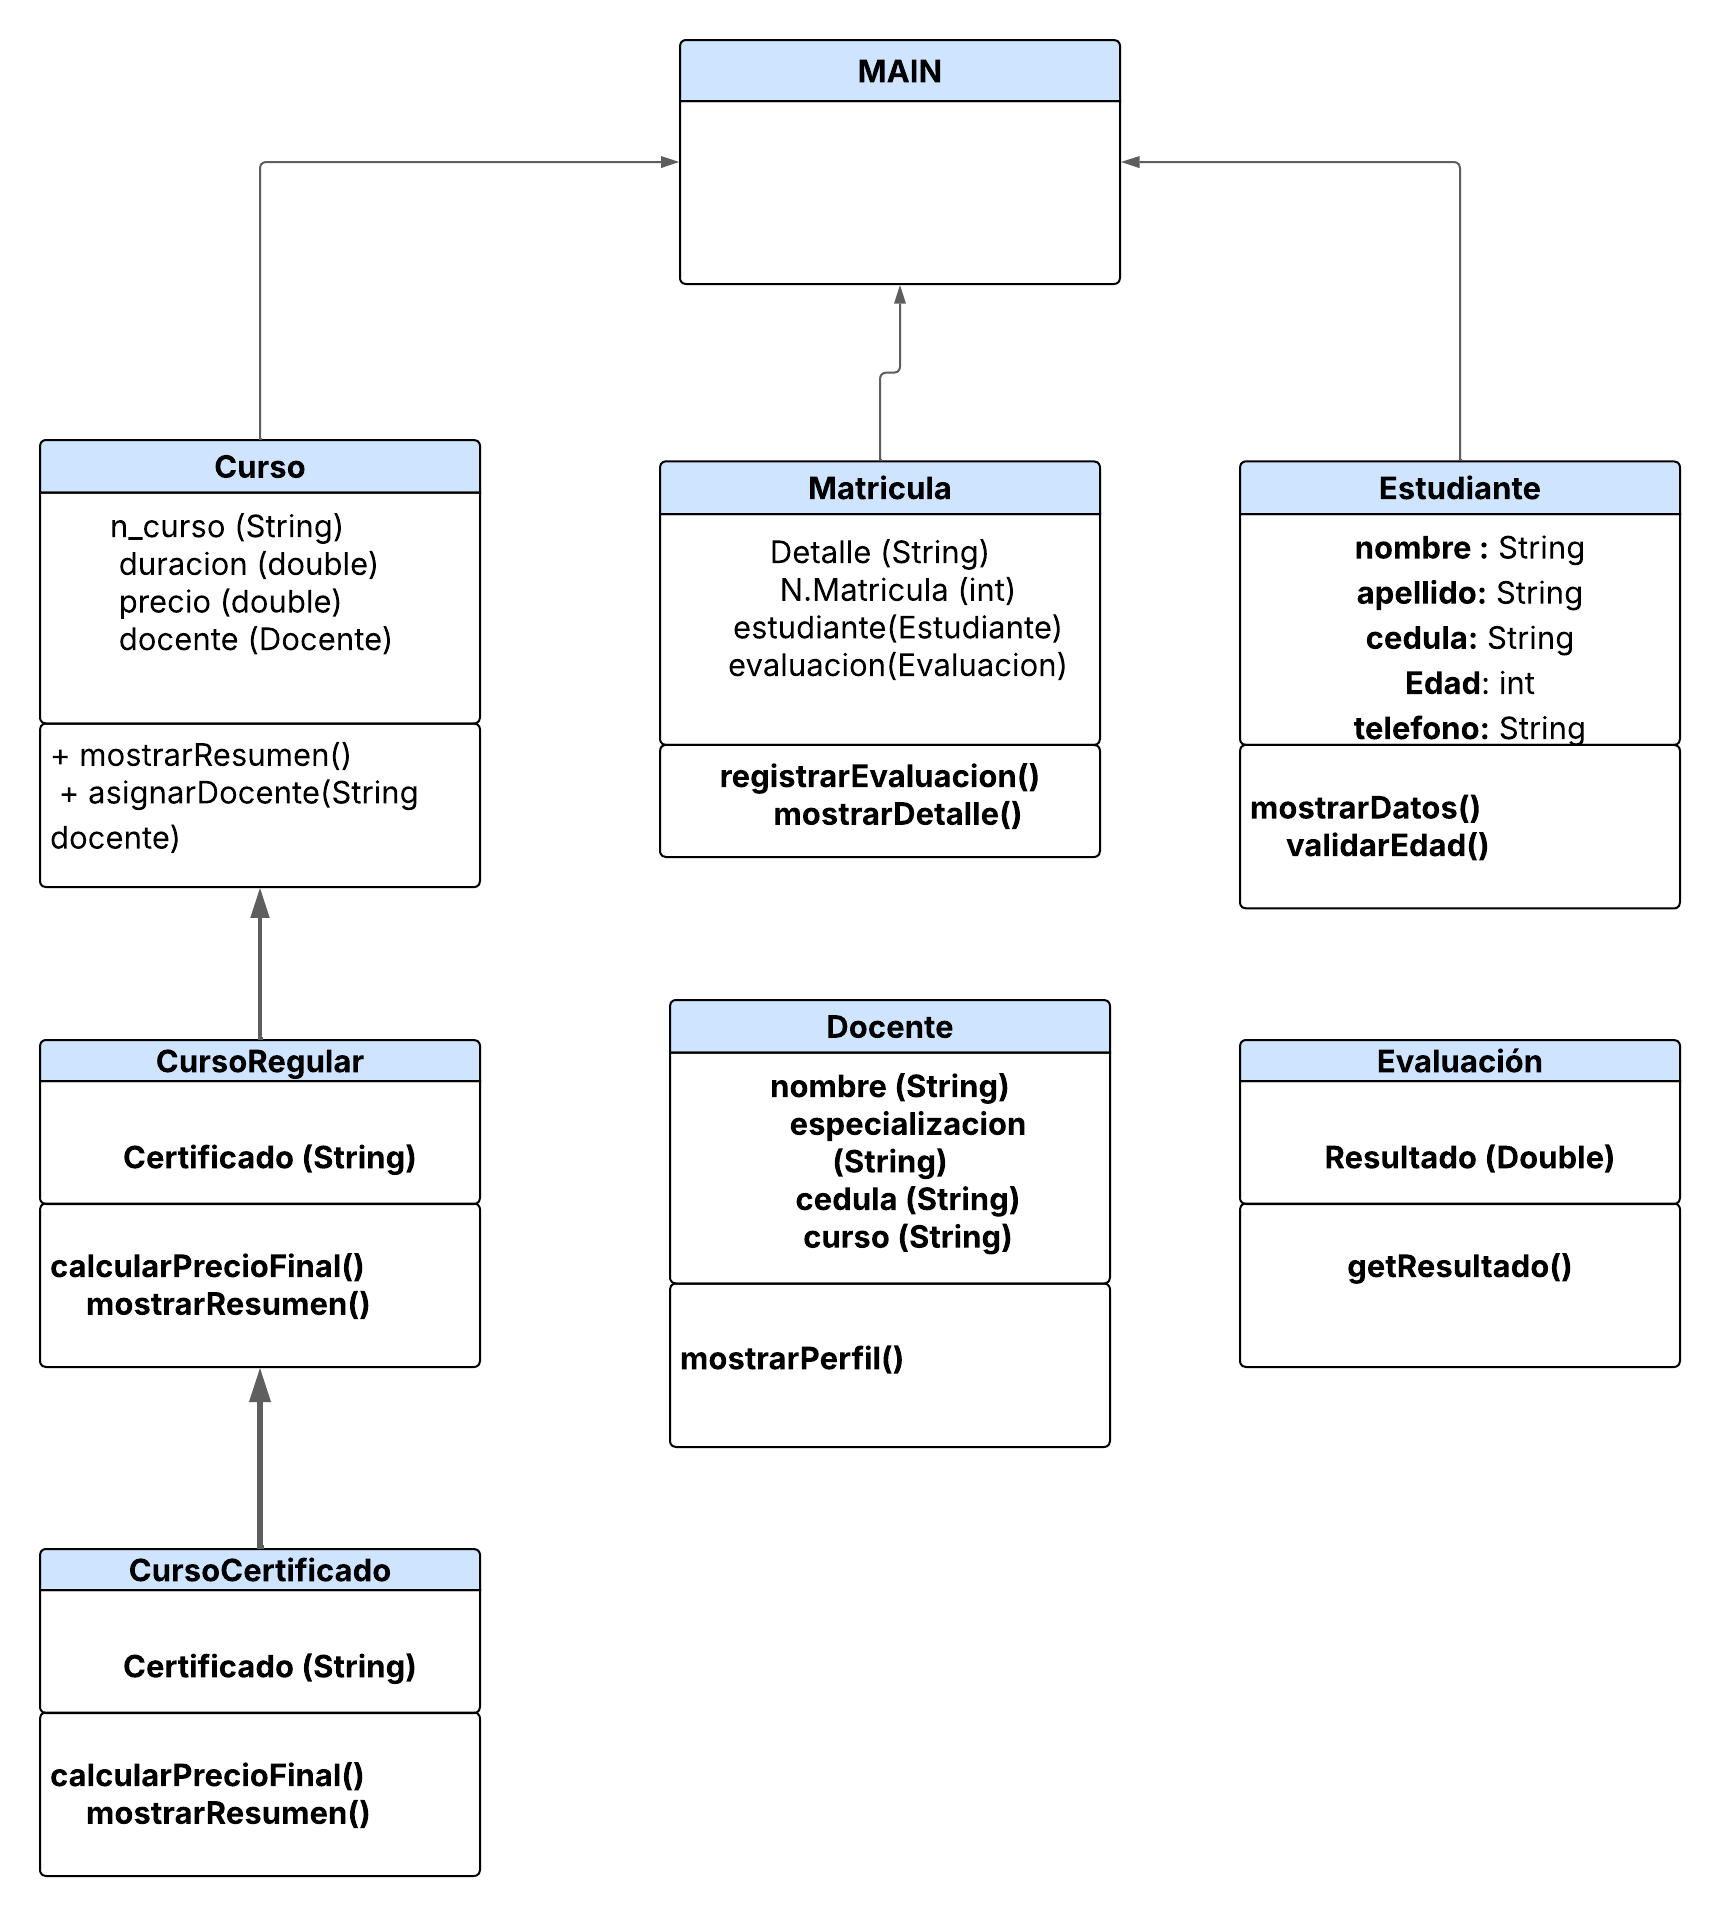 MAIN
Curso
n_curso (String)
duracion (double)
precio (double)
docente (Docente)
+ mostrarResumen()
+ asignarDocente(String
docente)
Matricula
Detalle (String)
N.Matricula (int)
estudiante(Estudiante)
evaluacion(Evaluacion)
registrarEvaluacion()
mostrarDetalle()
Estudiante
nombre : String
apellido: String
cedula: String
Edad: int
telefono: String
mostrarDatos()
validarEdad()
CursoRegular
Certificado (String)
calcularPrecioFinal()
mostrarResumen()
Docente
nombre (String)
especializacion
(String)
cedula (String)
curso (String)
mostrarPerfil()
Evaluación
Resultado (Double)
getResultado()
CursoCertificado
Certificado (String)
calcularPrecioFinal()
mostrarResumen()